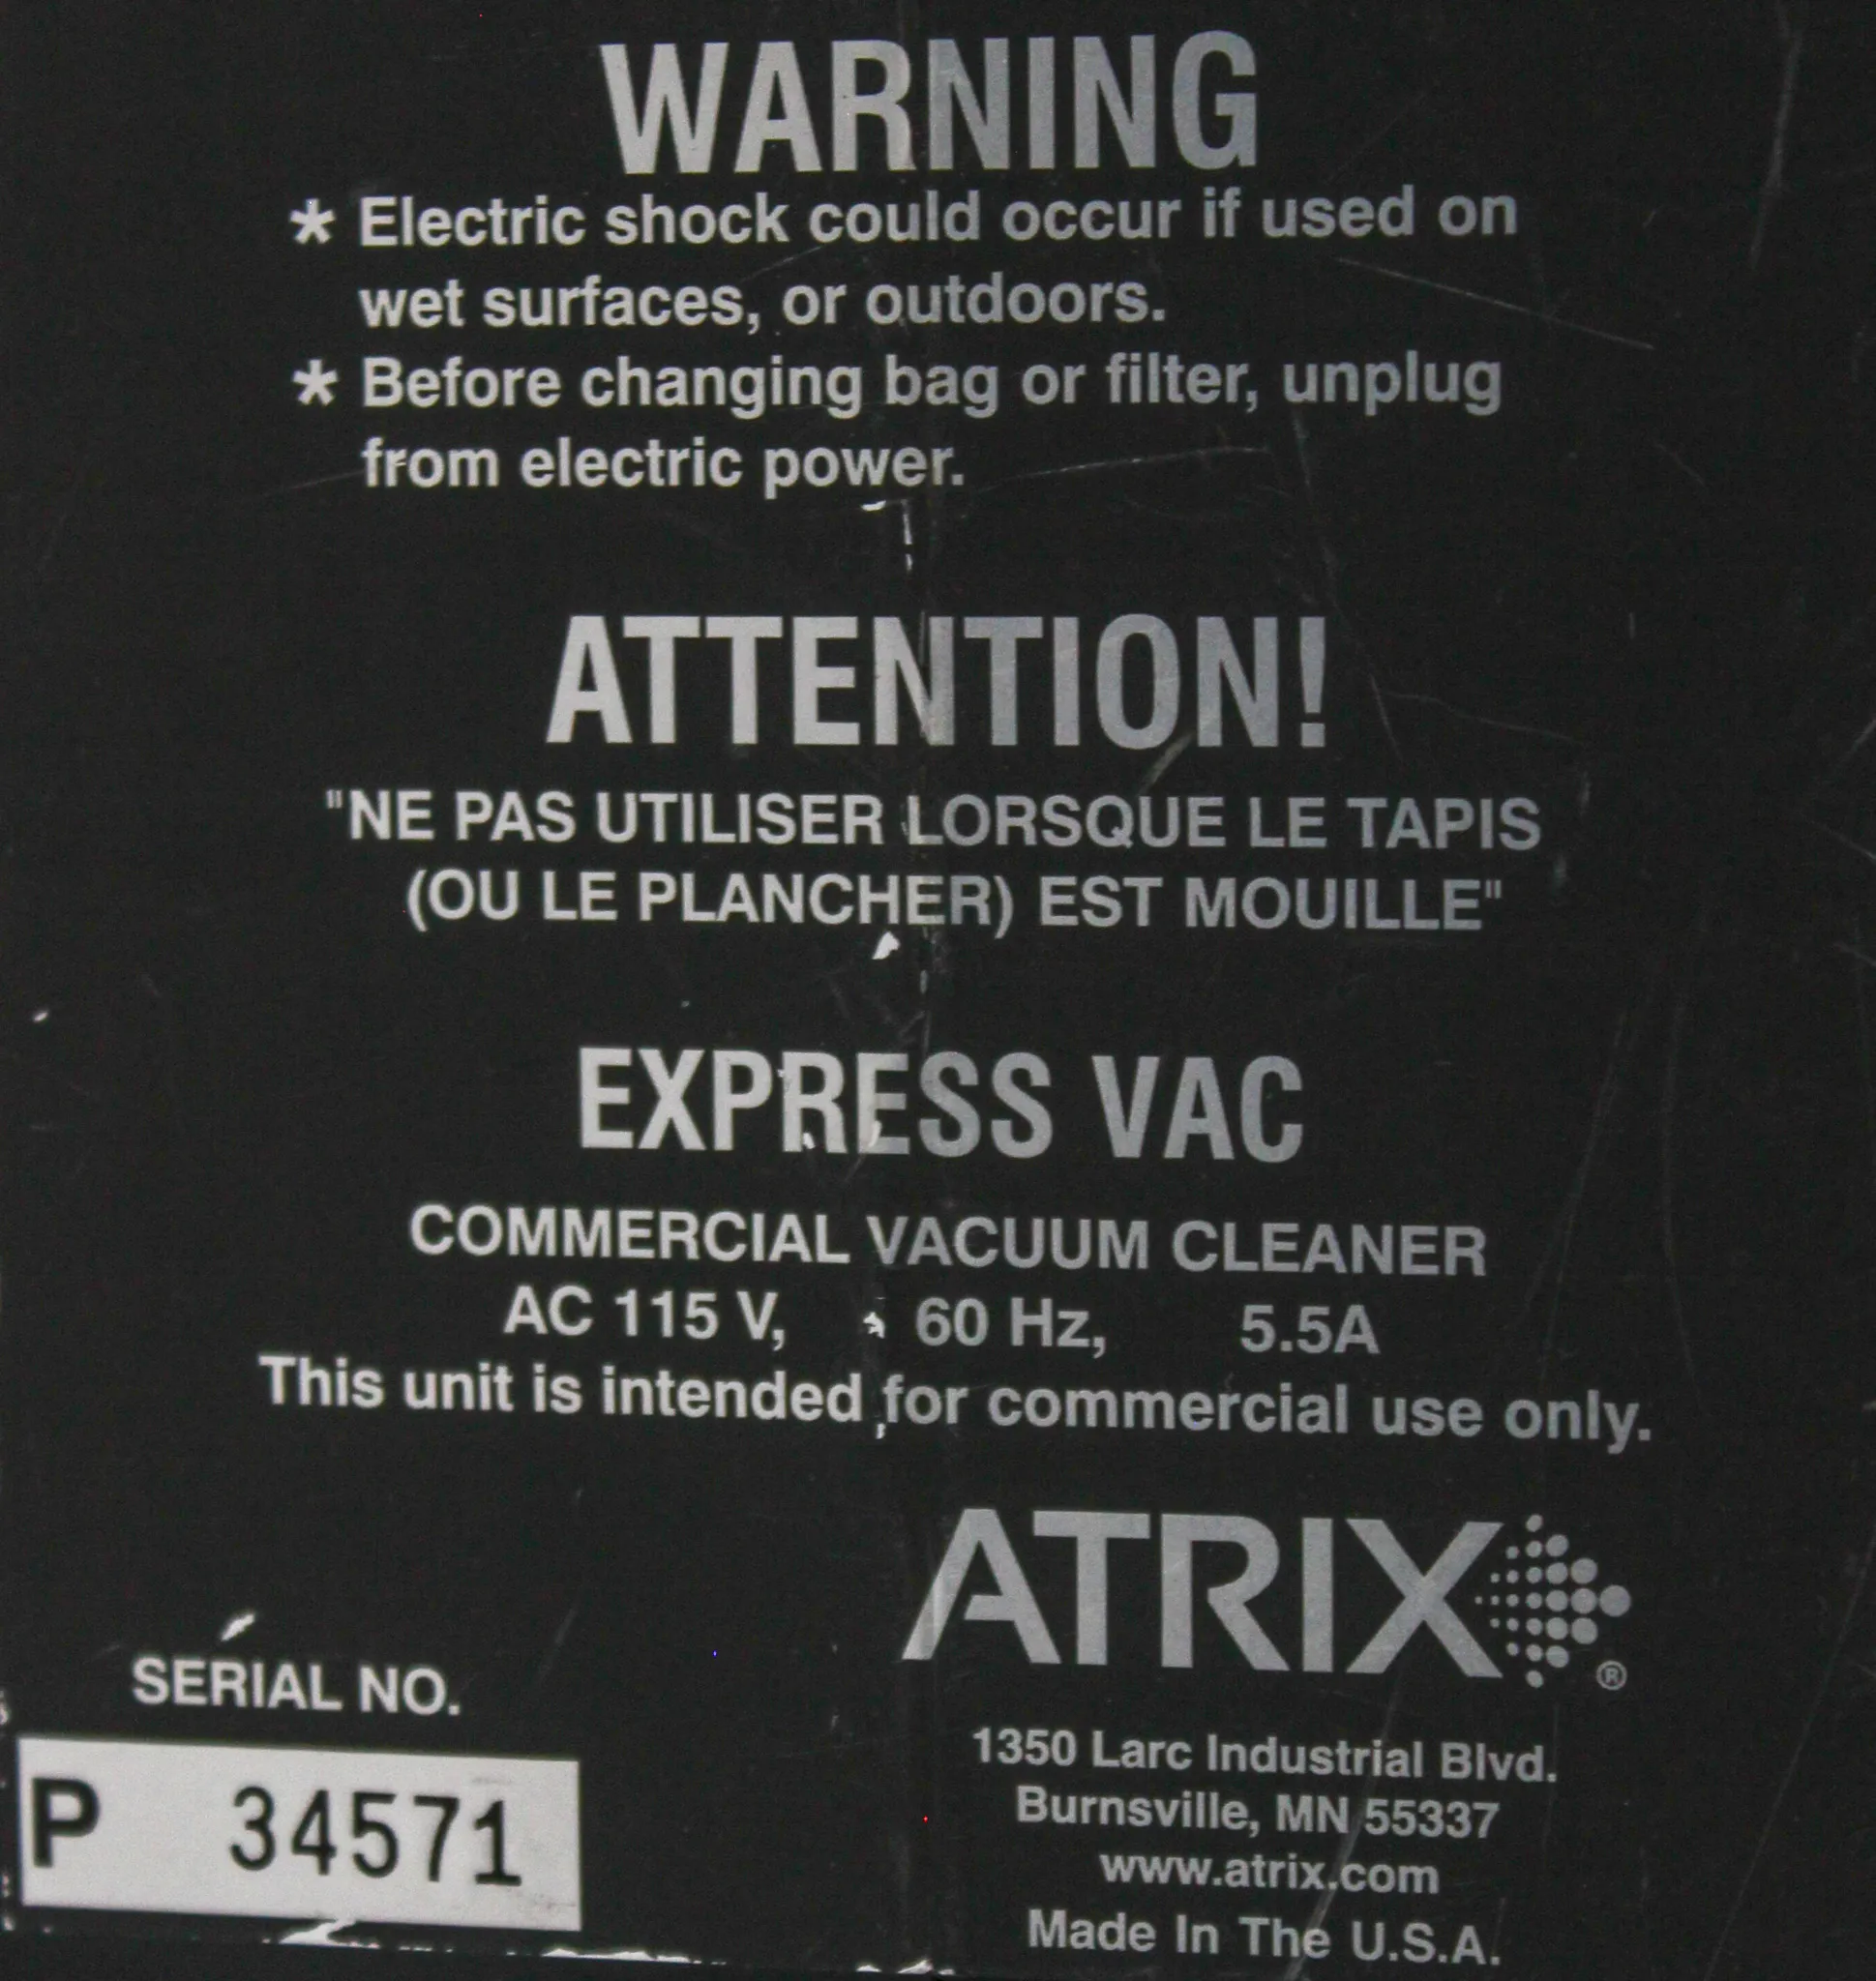 WARNING
* Electric shock could occur if used on
wet surfaces, or outdoors.
* Before changing bag or filter, unplug
from electric power.
ATTENTION!
"NE PAS UTILISER LORSQUE LE TAPIS
(OU LE PLANCHER) EST MOUILLE"
EXPRESS VAC
COMMERCIAL VACUUM CLEANER
AC 115 V, 60 Hz, 5.5A
This unit is intended for commercial use only.
ATRIX®
SERIAL NO.
P 34571
1350 Larc Industrial Blvd.
Burnsville, MN 55337
www.atrix.com
Made In The U.S.A.